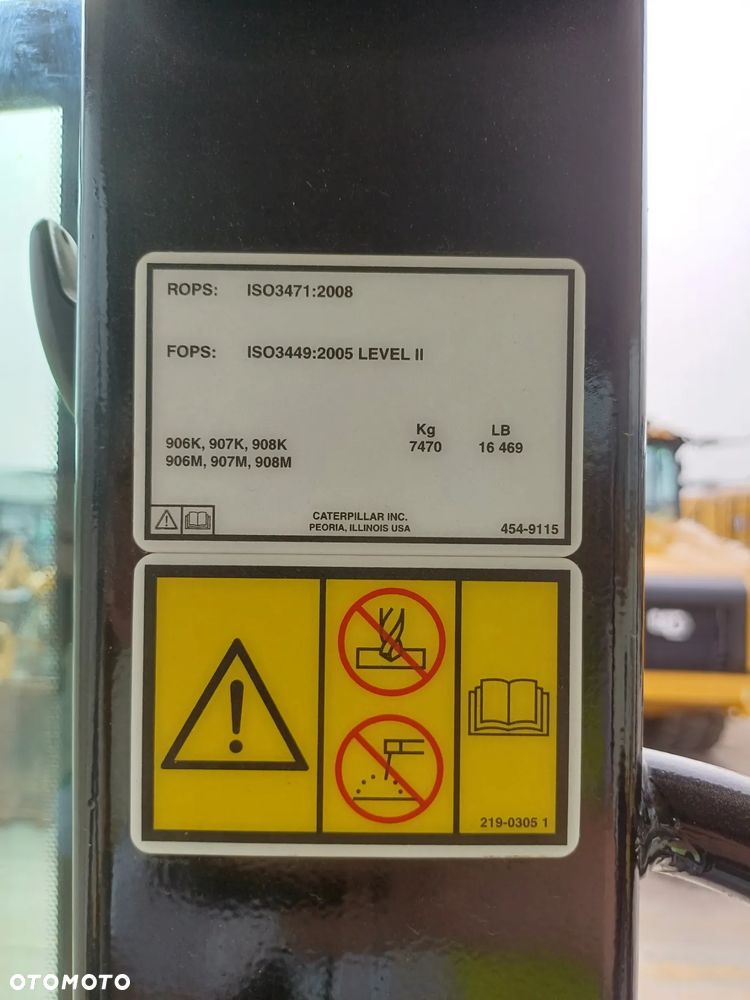 ROPS: ISO3471:2008
FOPS: ISO3449:2005 LEVEL II
Kg LB
906K, 907K, 908K 7470 16 469
906M, 907M, 908M
CATERPILLAR INC.
PEORIA, ILLINOIS USA
454-9115
219-0305 1
OTOMOTO